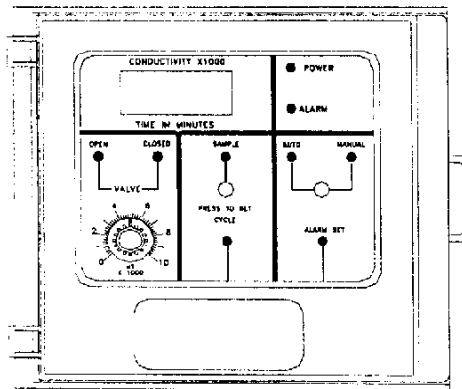 CONDUCTIVITY X1000
POWER
ALARM
TIME IN MINUTES
OPEN CLOSED
SAMPLE
AUTO MANUAL
VALVE
PRESS TO SET
CYCLE
ALARM SET
0 2 4 6 8 10
X 1000